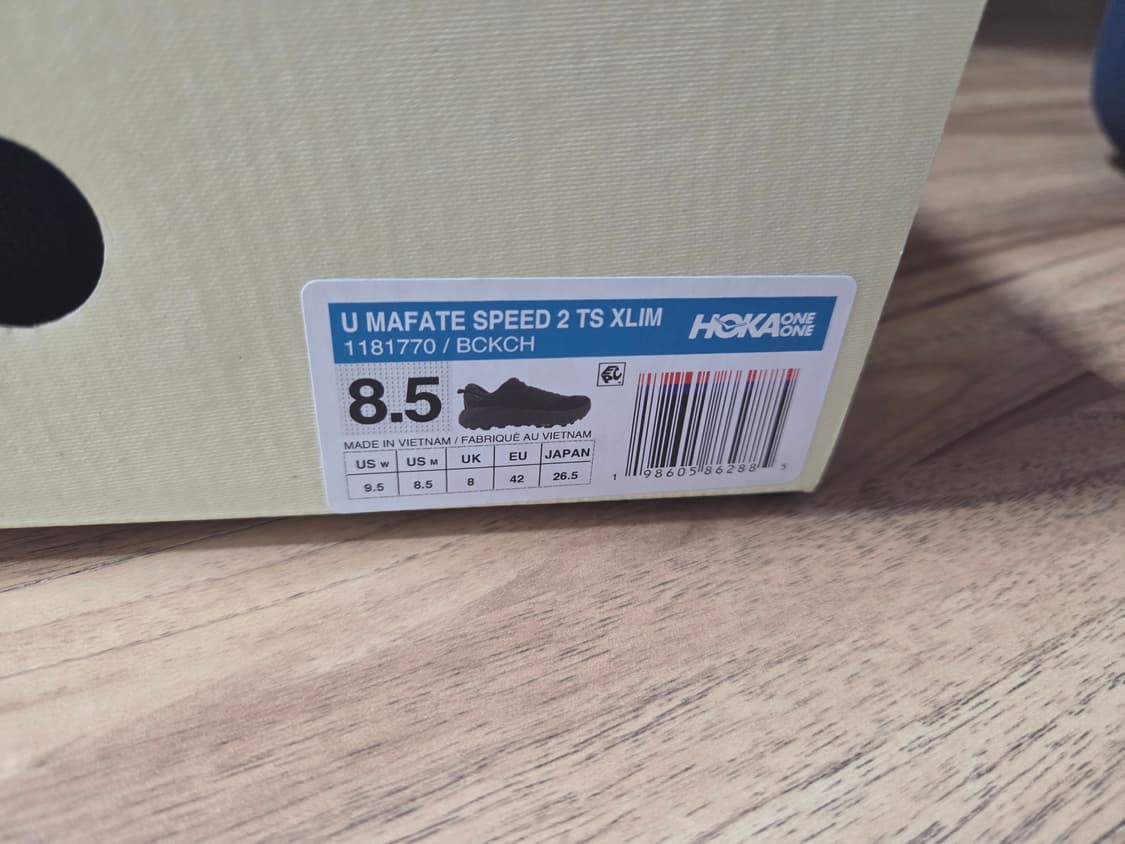 U MAFATE SPEED 2 TS XLIM
1181770 / BCKCH
HOKA ONE ONE
8.5
MADE IN VIETNAM / FABRIQUÉ AU VIETNAM
US W US M UK EU JAPAN
9.5 8.5 8 42 26.5
1 98605 86288 5